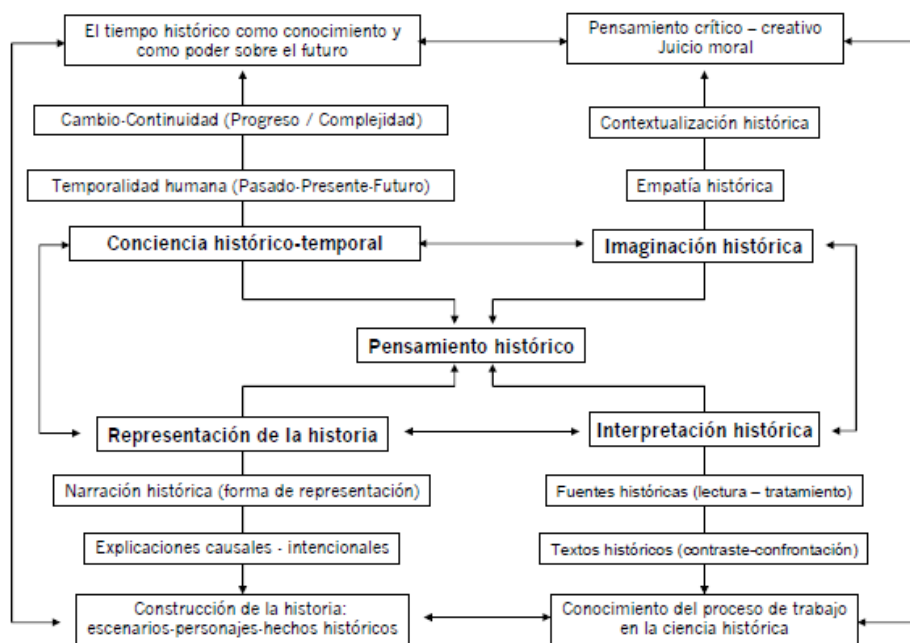 El tiempo histórico como conocimiento y
como poder sobre el futuro
Pensamiento crítico – creativo
Juicio moral
Cambio-Continuidad (Progreso / Complejidad)
Contextualización histórica
Temporalidad humana (Pasado-Presente-Futuro)
Empatía histórica
Conciencia histórico-temporal
Imaginación histórica
Pensamiento histórico
Representación de la historia
Interpretación histórica
Narración histórica (forma de representación)
Fuentes históricas (lectura – tratamiento)
Explicaciones causales - intencionales
Textos históricos (contraste-confrontación)
Construcción de la historia:
escenarios-personajes-hechos históricos
Conocimiento del proceso de trabajo
en la ciencia histórica